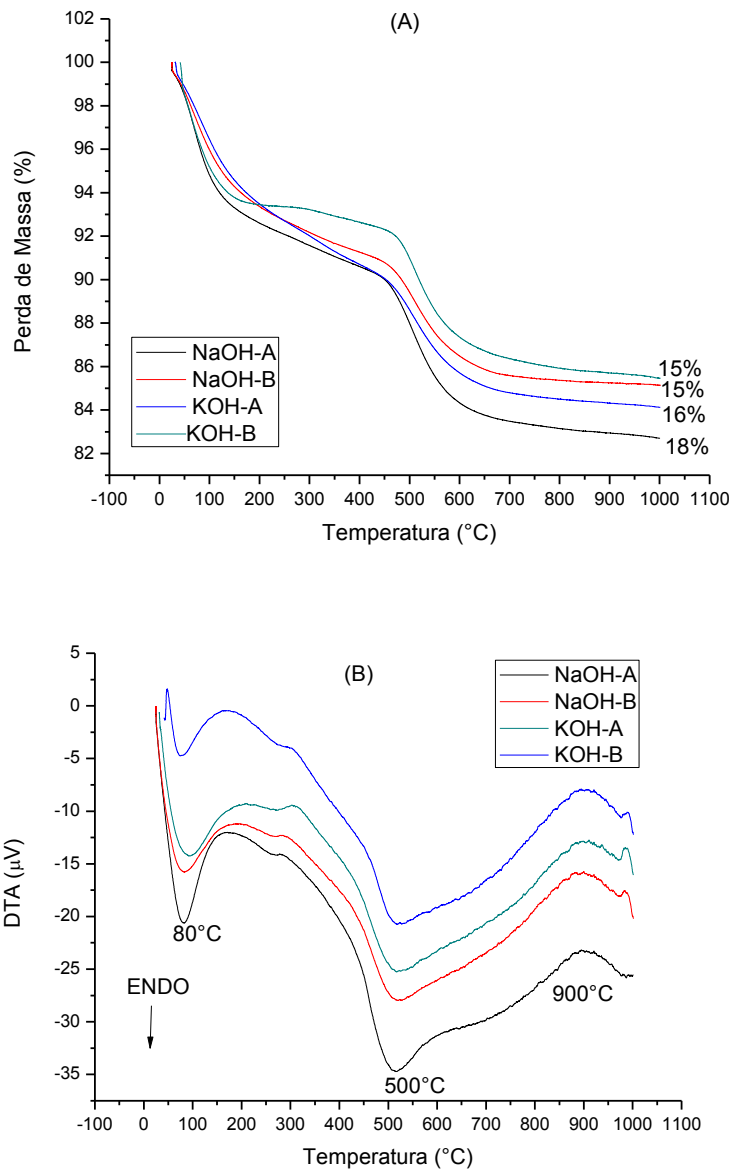 (A)
100
98
96
94
92
90
88
86
84
82
Perda de Massa (%)
NaOH-A
NaOH-B
KOH-A
KOH-B
15%
15%
16%
18%
-100 0 100 200 300 400 500 600 700 800 900 1000 1100
Temperatura (°C)
(B)
5
0
-5
-10
-15
-20
-25
-30
-35
DTA (μV)
NaOH-A
NaOH-B
KOH-A
KOH-B
80°C
ENDO
900°C
500°C
-100 0 100 200 300 400 500 600 700 800 900 1000 1100
Temperatura (°C)